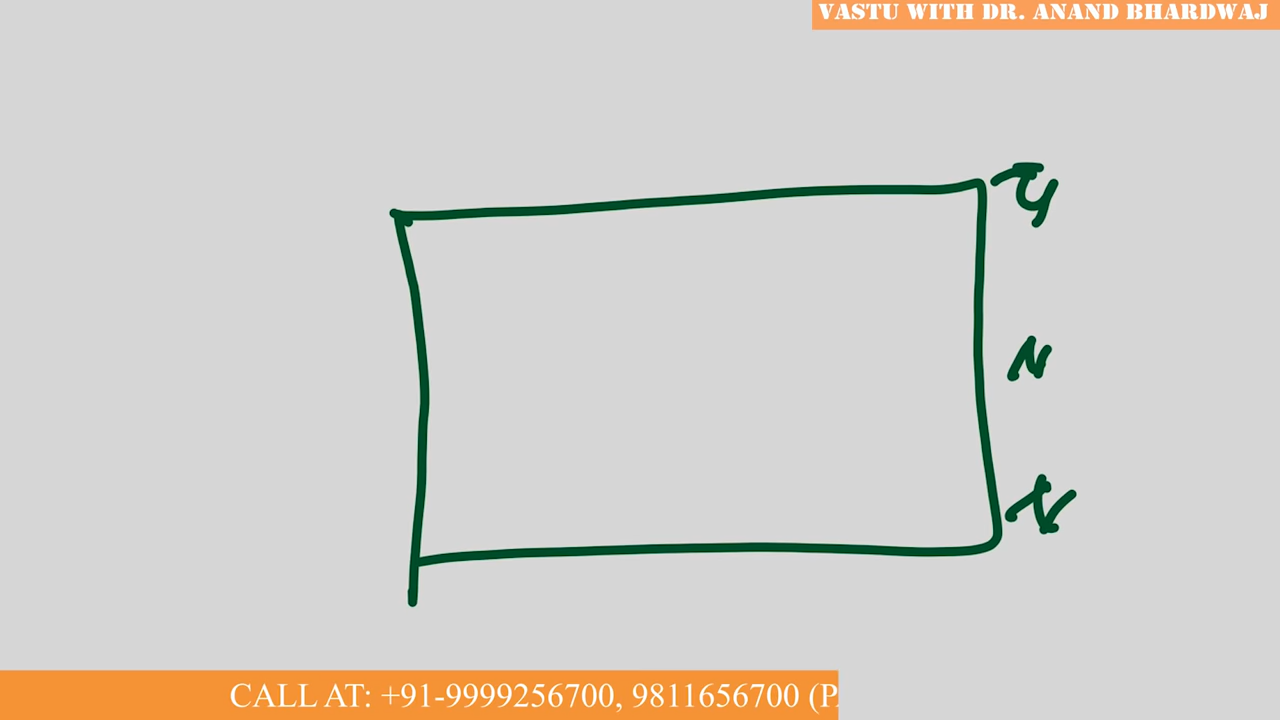 VASTU WITH DR. ANAND BHARDWAJ
N
CALL AT: +91-9999256700, 9811656700 (P